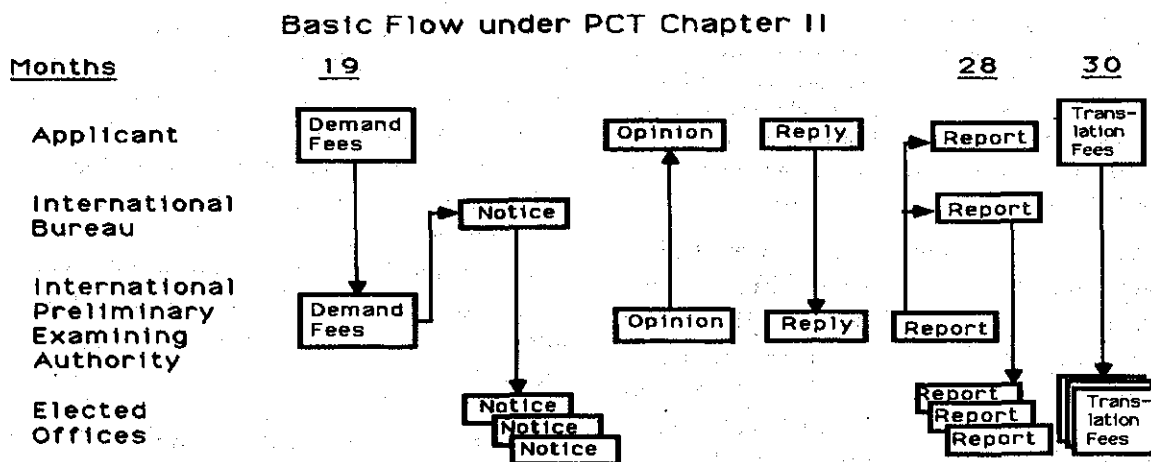 Basic Flow under PCT Chapter II
Months 19 28 30
Applicant
Demand
Fees
Opinion
Reply
Report
Trans-
lation
Fees
International
Bureau
Notice
Report
International
Preliminary
Examining
Authority
Demand
Fees
Opinion
Reply
Report
Elected
Offices
Notice
Notice
Notice
Report
Report
Report
Trans-
lation
Fees